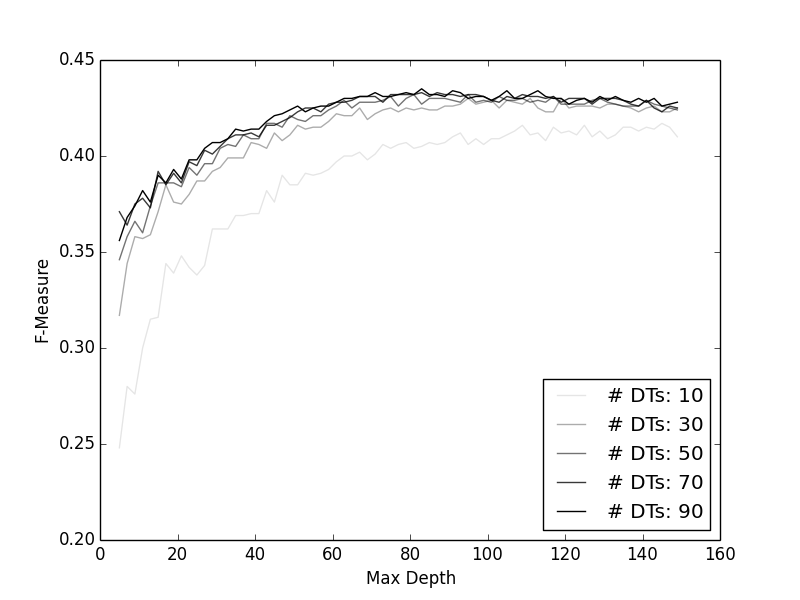 0.45
0.40
0.35
0.30
0.25
0.20
F-Measure
# DTs: 10
# DTs: 30
# DTs: 50
# DTs: 70
# DTs: 90
0 20 40 60 80 100 120 140 160
Max Depth